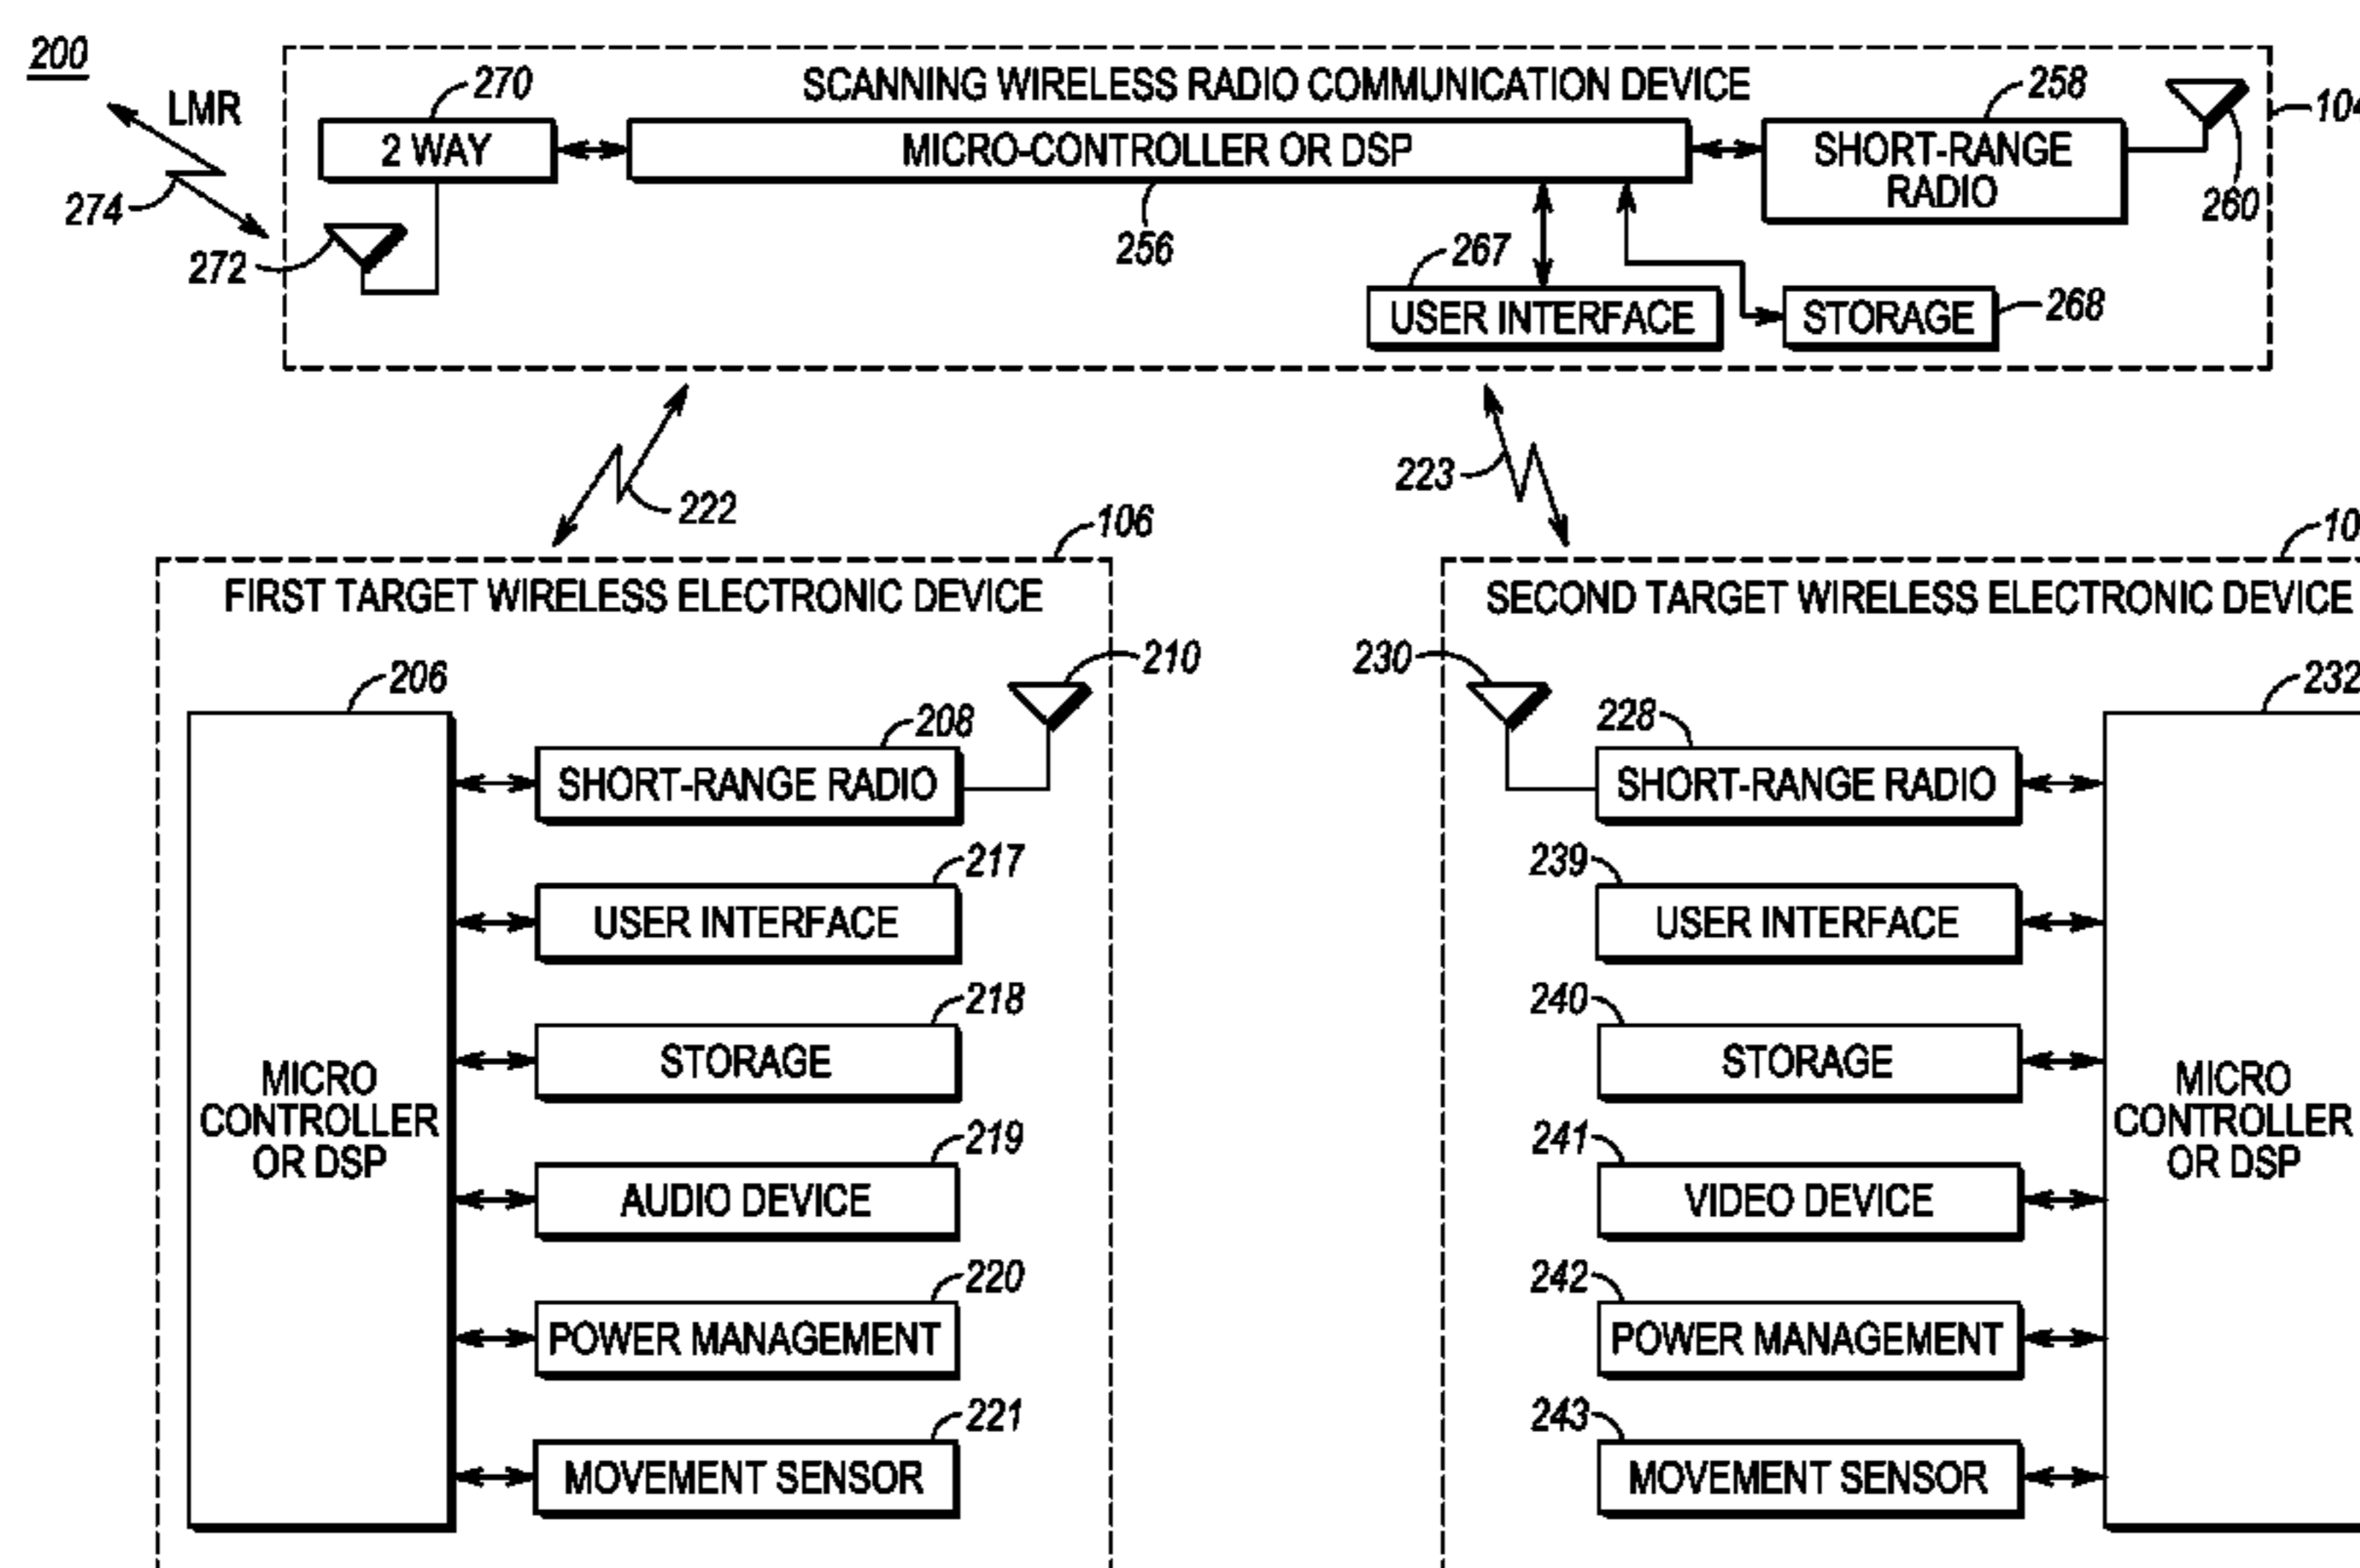 200
LMR
274
272
270
SCANNING WIRELESS RADIO COMMUNICATION DEVICE
258
104
2 WAY
MICRO-CONTROLLER OR DSP
SHORT-RANGE
RADIO
260
256
267
USER INTERFACE
STORAGE
268
222
223
106
FIRST TARGET WIRELESS ELECTRONIC DEVICE
206
210
208
SHORT-RANGE RADIO
217
USER INTERFACE
218
STORAGE
MICRO
CONTROLLER
OR DSP
219
AUDIO DEVICE
220
POWER MANAGEMENT
221
MOVEMENT SENSOR
10
SECOND TARGET WIRELESS ELECTRONIC DEVICE
230
232
228
SHORT-RANGE RADIO
239
USER INTERFACE
240
STORAGE
MICRO
CONTROLLER
OR DSP
241
VIDEO DEVICE
242
POWER MANAGEMENT
243
MOVEMENT SENSOR